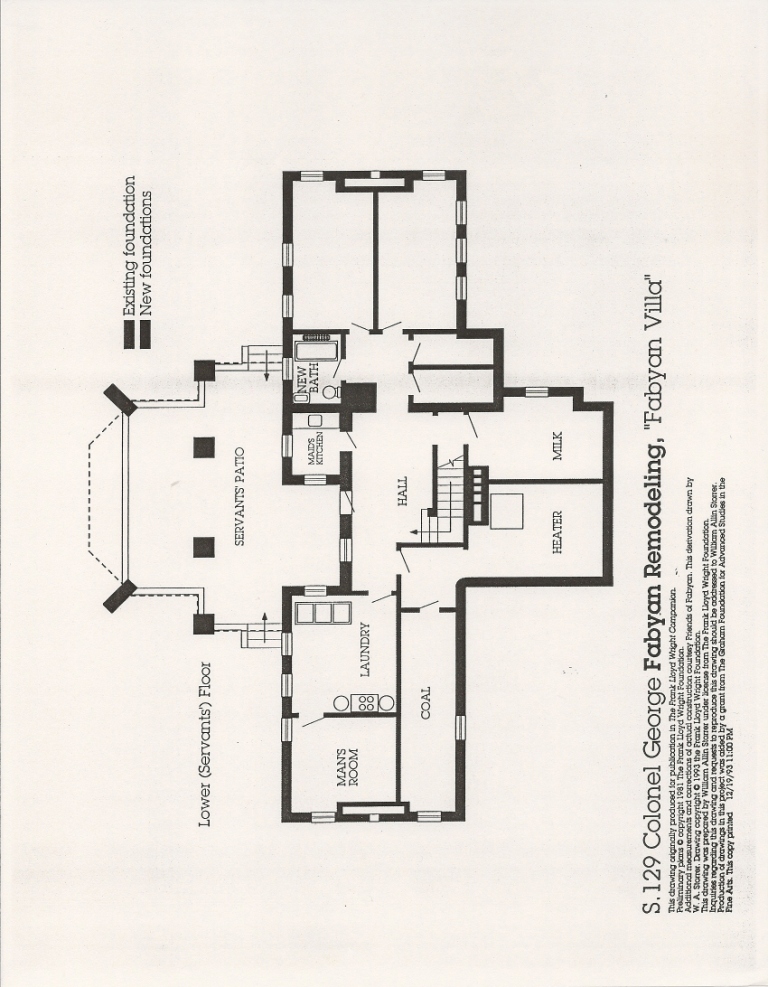 Existing foundation
New foundations
Lower (Servants') Floor
SERVANTS' PATIO
NEW
BATH
MAID'S
KITCHEN
HALL
MILK
HEATER
LAUNDRY
COAL
MAN'S
ROOM
S.129 Colonel George Fabyan Remodeling, "Fabyan Villa"
This drawing originally produced for publication in The Frank Lloyd Wright Companion.
Preliminary plans © copyright 1981 The Frank Lloyd Wright Foundation.
Additional measurements and corrections of actual construction courtesy Friends of Fabyan. This derivation drawn by
W. A. Storrer. Drawing copyright © 1993 the Frank Lloyd Wright Foundation.
This drawing was prepared by William Allin Storrer under license from The Frank Lloyd Wright Foundation.
Inquiries regarding this drawing and requests to reproduce this drawing should be addressed to William Allin Storrer.
Production of drawings in this project was aided by a grant from The Graham Foundation for Advanced Studies in the
Fine Arts. This copy printed 12/19/93 11:00 PM